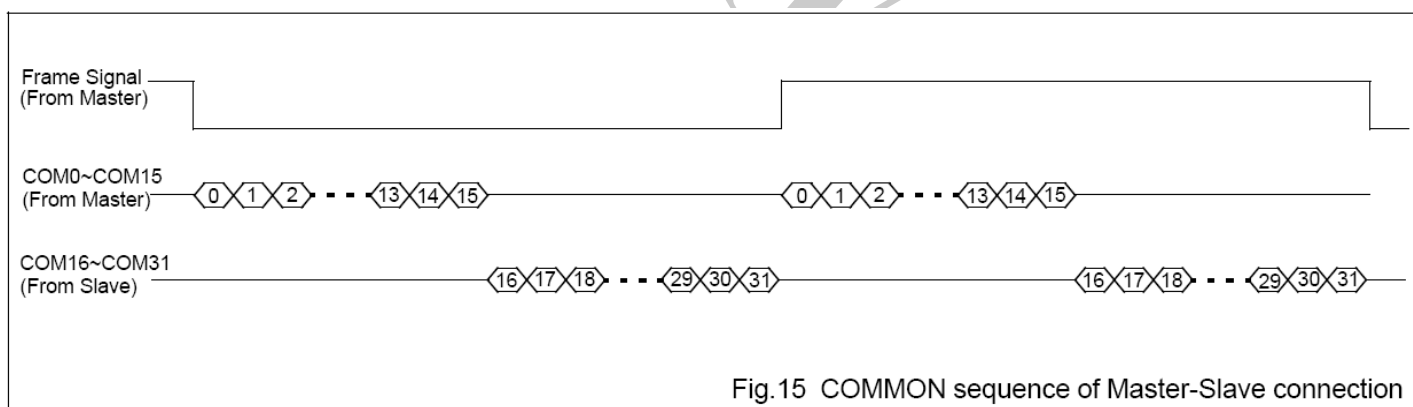 Frame Signal
(From Master)
COM0~COM15
(From Master)
0 1 2 13 14 15 0 1 2 13 14 15
COM16~COM31
(From Slave)
16 17 18 29 30 31 16 17 18 29 30 31
Fig.15 COMMON sequence of Master-Slave connection